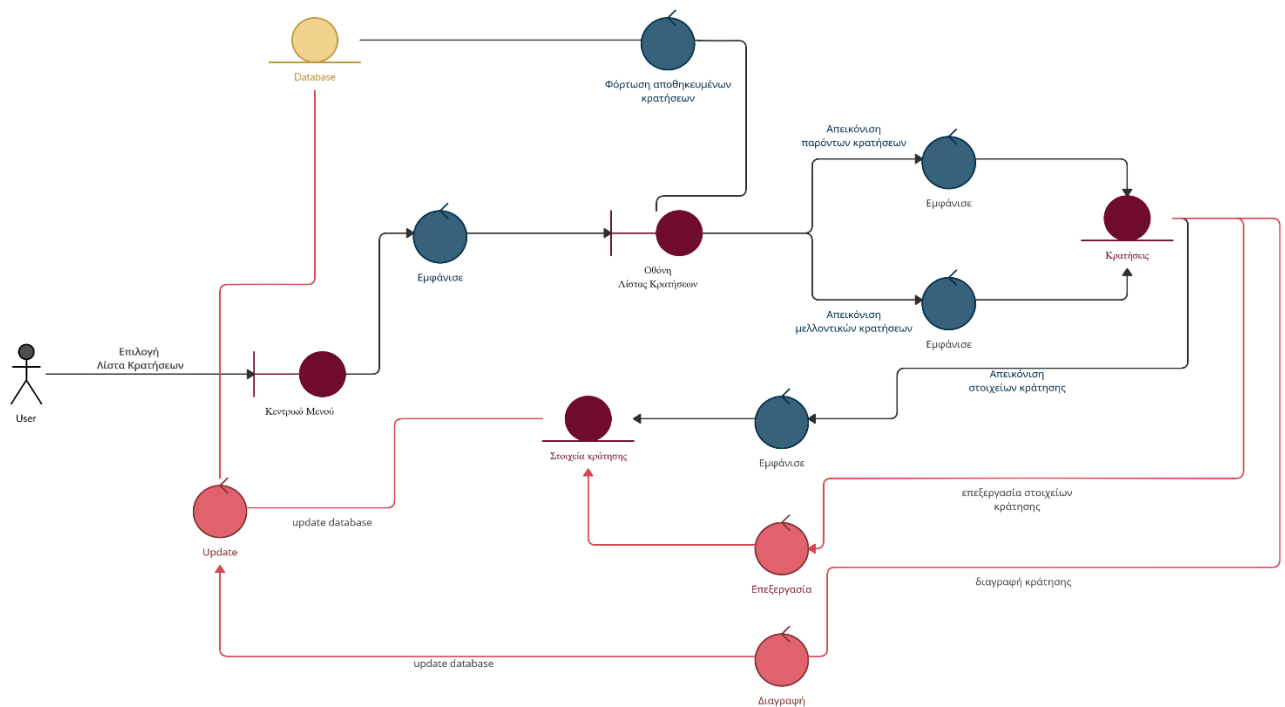 Database
Φόρτωση αποθηκευμένων
κρατήσεων
Απεικόνιση
παρόντων κρατήσεων
Εμφάνισε
Κρατήσεις
Εμφάνισε
Οθόνη
Λίστας Κρατήσεων
Απεικόνιση
μελλοντικών κρατήσεων
Εμφάνισε
Επιλογή
Λίστα Κρατήσεων
User
Κεντρικό Μενού
Απεικόνιση
στοιχείων κράτησης
Στοιχεία κράτησης
Εμφάνισε
επεξεργασία στοιχείων
κράτησης
update database
Update
Επεξεργασία
διαγραφή κράτησης
update database
Διαγραφή